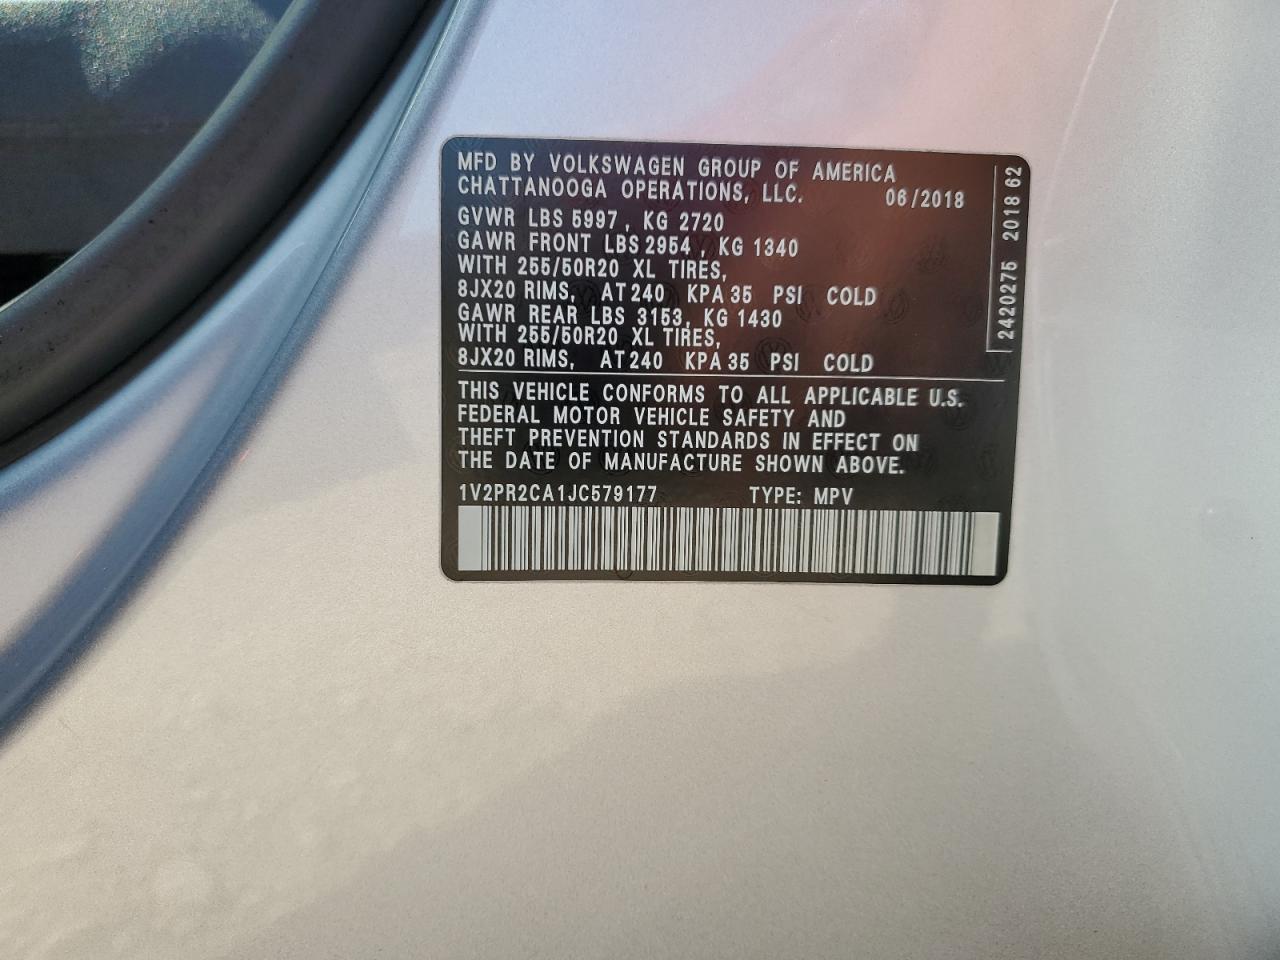 MFD BY VOLKSWAGEN GROUP OF AMERICA
CHATTANOOGA OPERATIONS, LLC. 06/2018
GVWR LBS 5997, KG 2720
GAWR FRONT LBS 2954, KG 1340
WITH 255/50R20 XL TIRES,
8JX20 RIMS, AT 240 KPA 35 PSI COLD
GAWR REAR LBS 3153, KG 1430
WITH 255/50R20 XL TIRES,
8JX20 RIMS, AT 240 KPA 35 PSI COLD
THIS VEHICLE CONFORMS TO ALL APPLICABLE U.S.
FEDERAL MOTOR VEHICLE SAFETY AND
THEFT PREVENTION STANDARDS IN EFFECT ON
THE DATE OF MANUFACTURE SHOWN ABOVE.
1V2PR2CA1JC579177 TYPE: MPV
2420275 2018 62